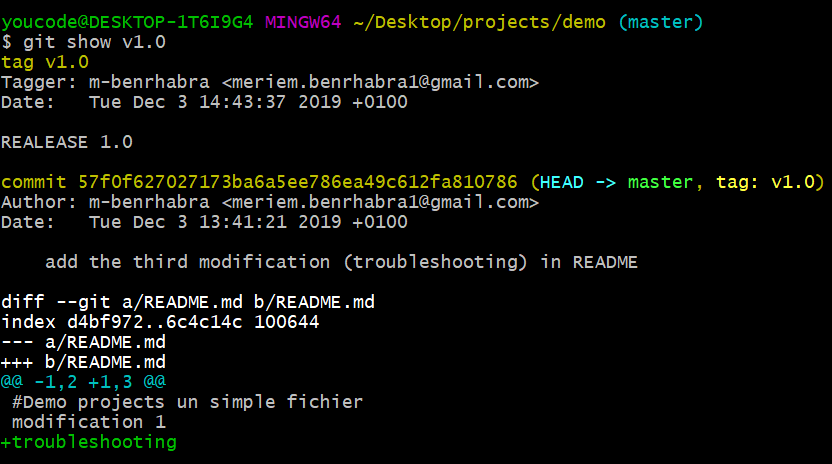 youcode@DESKTOP-1T6I9G4 MINGW64 ~/Desktop/projects/demo (master)
$ git show v1.0
tag v1.0
Tagger: m-benrhabra <meriem.benrhabra1@gmail.com>
Date:   Tue Dec 3 14:43:37 2019 +0100

REALEASE 1.0

commit 57f0f627027173ba6a5ee786ea49c612fa810786 (HEAD -> master, tag: v1.0)
Author: m-benrhabra <meriem.benrhabra1@gmail.com>
Date:   Tue Dec 3 13:41:21 2019 +0100

    add the third modification (troubleshooting) in README

diff --git a/README.md b/README.md
index d4bf972..6c4c14c 100644
--- a/README.md
+++ b/README.md
@@ -1,2 +1,3 @@
 #Demo projects un simple fichier
 modification 1
+troubleshooting